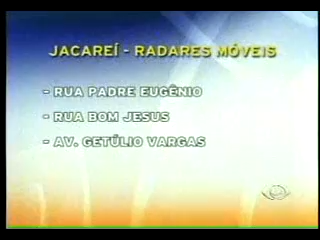 JACAREÍ - RADARES MÓVEIS
- RUA PADRE EUGÊNIO
- RUA BOM JESUS
- AV. GETÚLIO VARGAS